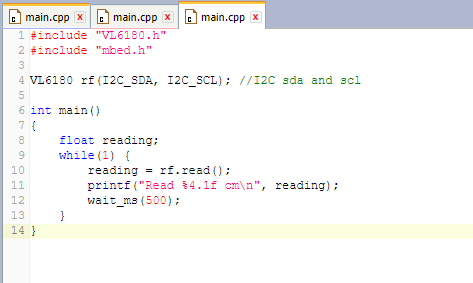 main.cpp x main.cpp x main.cpp x
1 #include "VL6180.h"
2 #include "mbed.h"
3
4 VL6180 rf(I2C_SDA, I2C_SCL); //I2C sda and scl
5
6 int main()
7 {
8     float reading;
9     while(1) {
10         reading = rf.read();
11         printf("Read %4.1f cm\n", reading);
12         wait_ms(500);
13     }
14 }